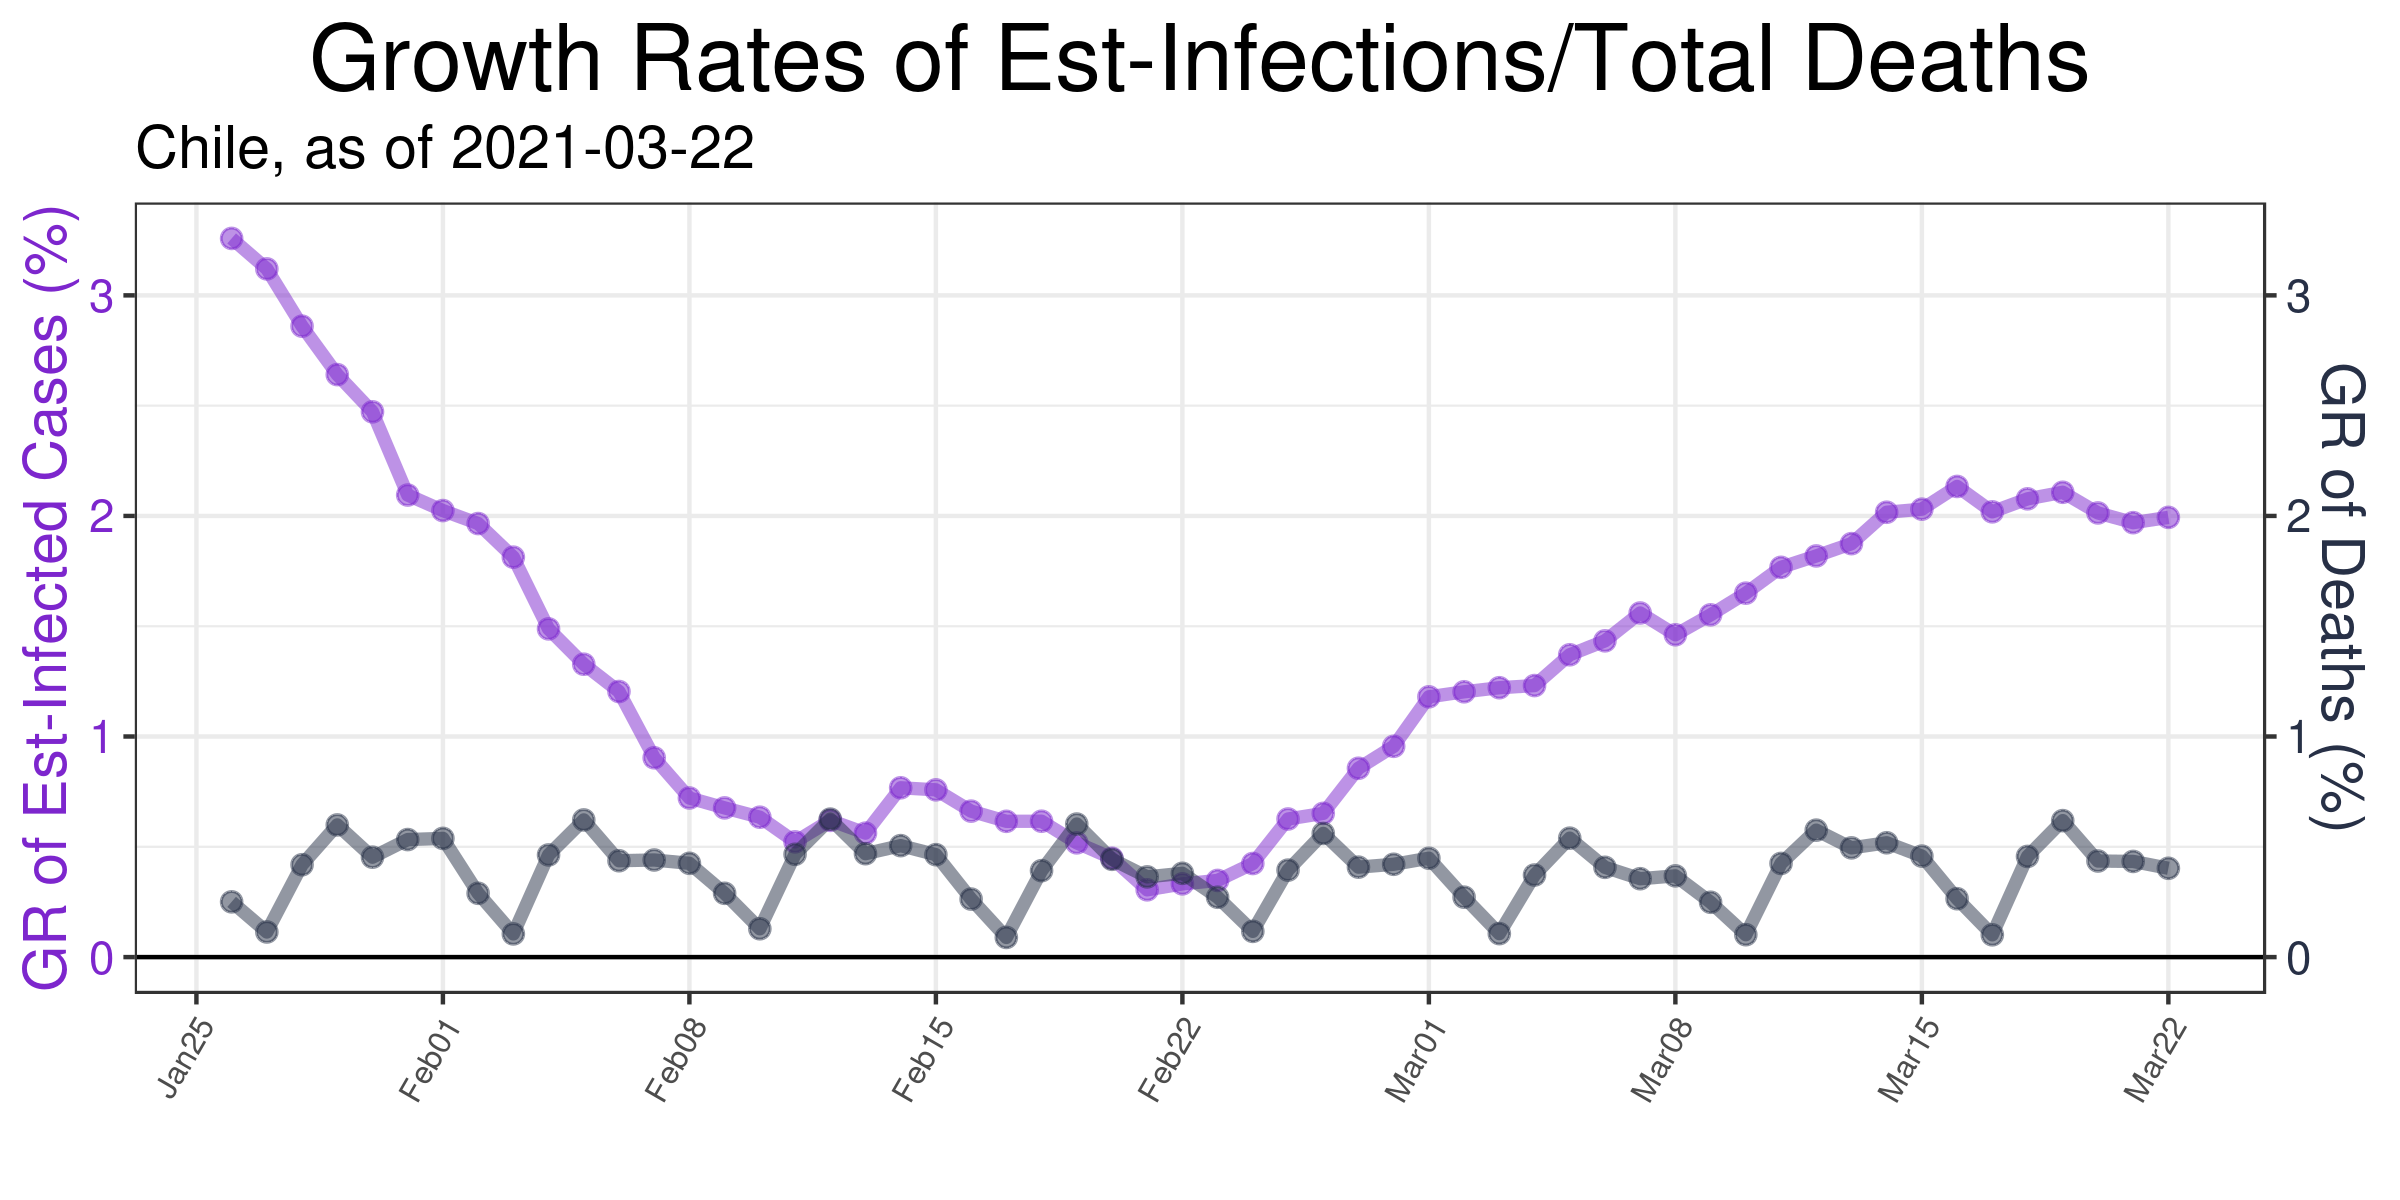 Growth Rates of Est-Infections/Total Deaths
Chile, as of 2021-03-22
GR of Est-Infected Cases (%)
3
2
1
0
3
2
1
0
GR of Deaths (%)
Jan25
Feb01
Feb08
Feb15
Feb22
Mar01
Mar08
Mar15
Mar22